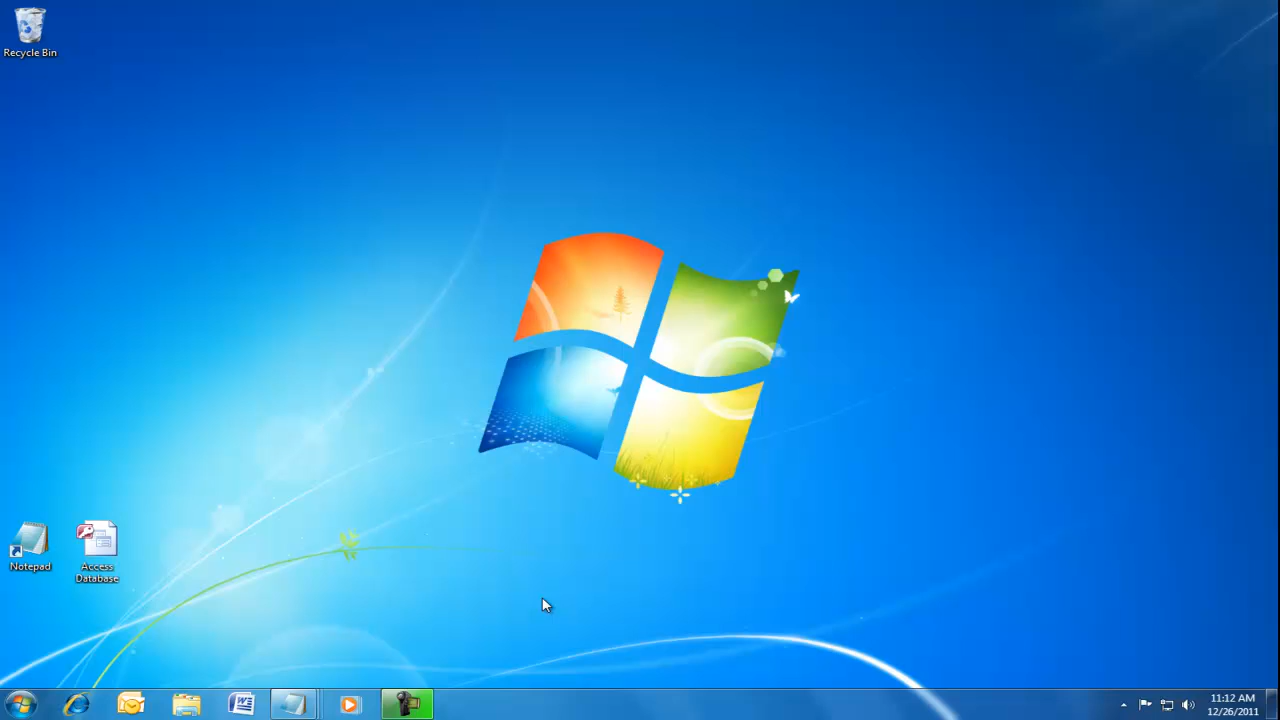 Recycle Bin
Notepad
Access
Database
11:12 AM
12/26/2011